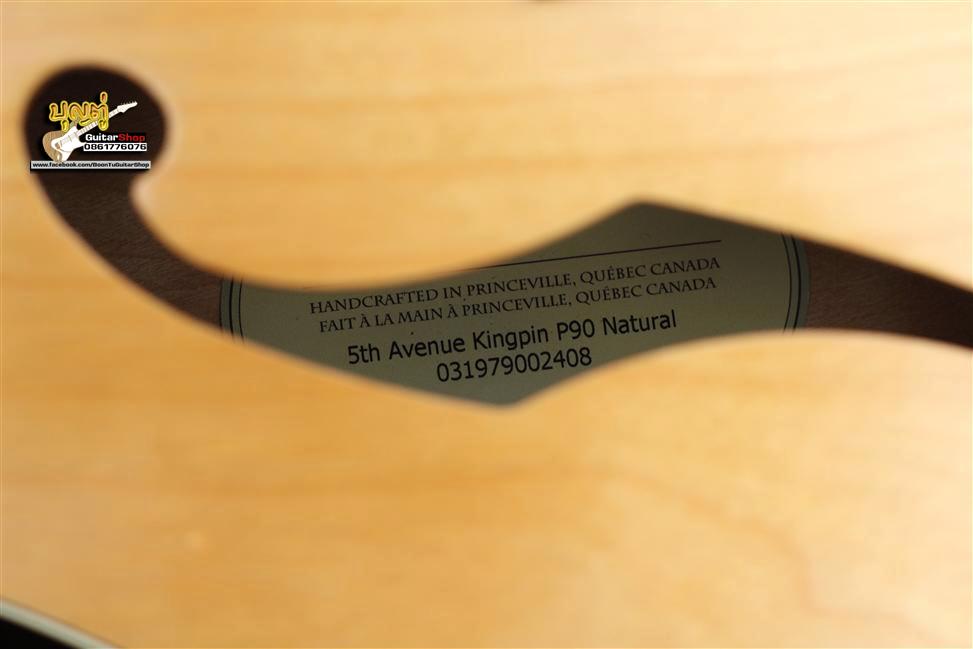 บุญตู่
GuitarShop
0861776076
www.facebook.com/BoonTuGuitarShop
HANDCRAFTED IN PRINCEVILLE, QUÉBEC CANADA
FAIT À LA MAIN À PRINCEVILLE, QUÉBEC CANADA
5th Avenue Kingpin P90 Natural
031979002408